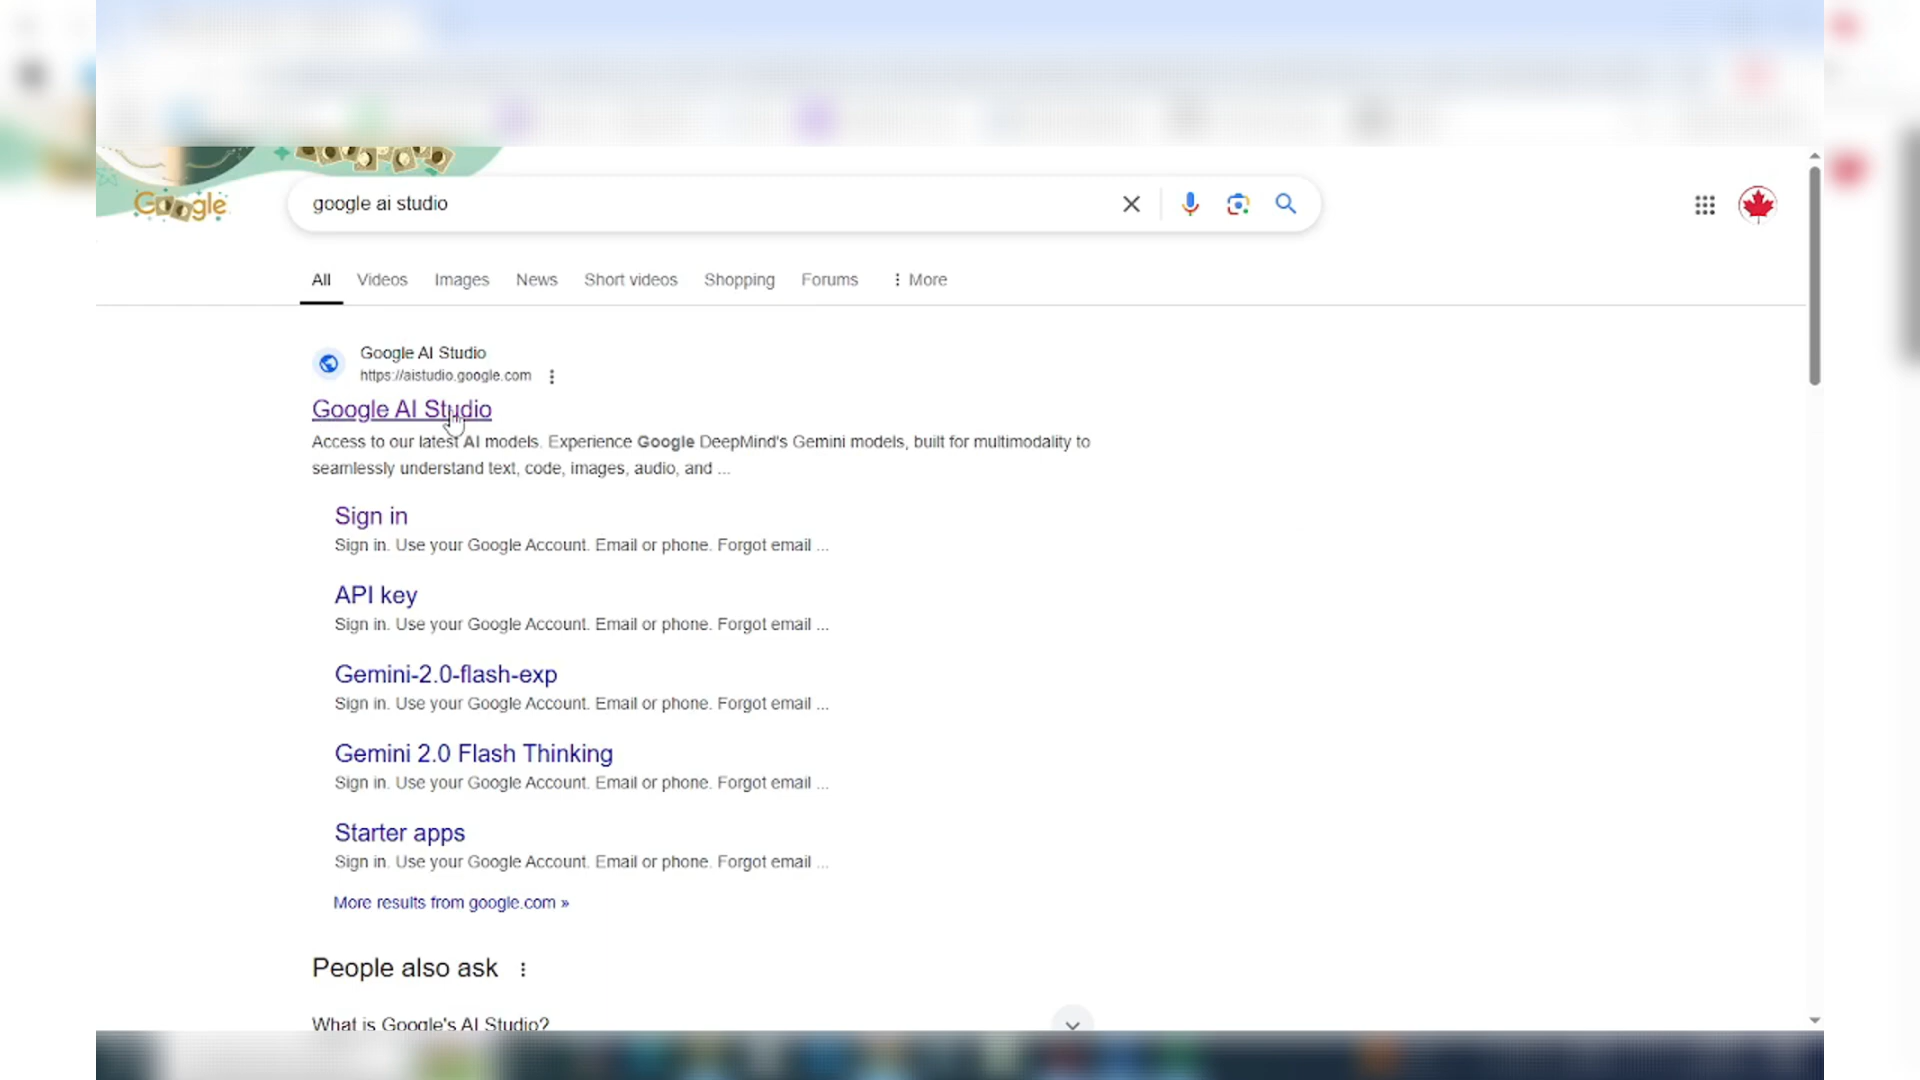 Google
google ai studio
All
Videos
Images
News
Short videos
Shopping
Forums
More
Google AI Studio
https://aistudio.google.com
Google AI Studio
Access to our latest AI models. Experience Google DeepMind's Gemini models, built for multimodality to
seamlessly understand text, code, images, audio, and ...
Sign in
Sign in. Use your Google Account. Email or phone. Forgot email ...
API key
Sign in. Use your Google Account. Email or phone. Forgot email ...
Gemini-2.0-flash-exp
Sign in. Use your Google Account. Email or phone. Forgot email ...
Gemini 2.0 Flash Thinking
Sign in. Use your Google Account. Email or phone. Forgot email ...
Starter apps
Sign in. Use your Google Account. Email or phone. Forgot email ...
More results from google.com »
People also ask
What is Google's AI Studio?